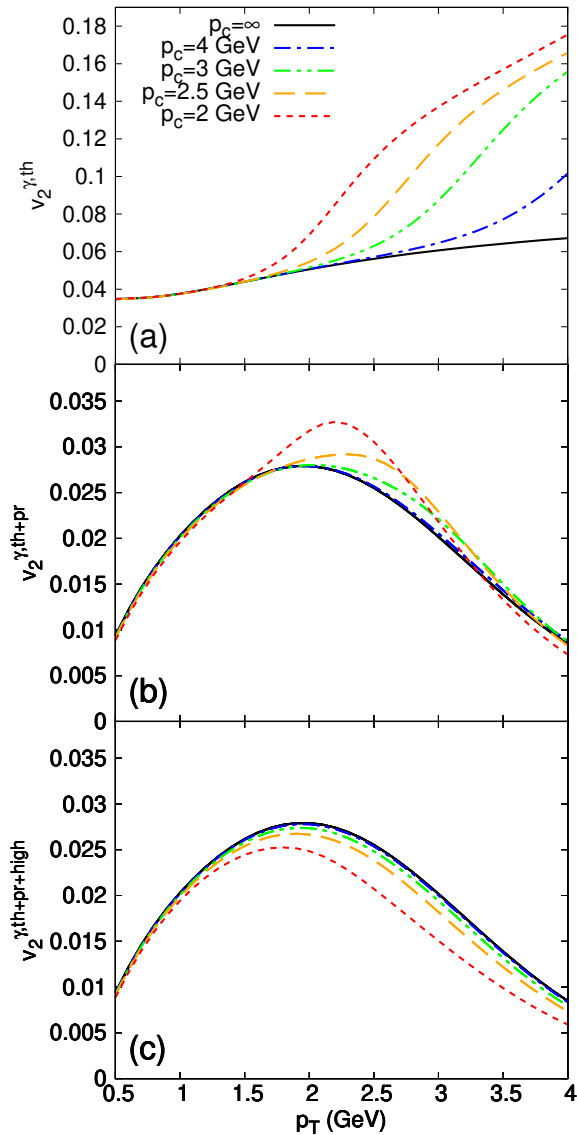 p_c=∞
p_c=4 GeV
p_c=3 GeV
p_c=2.5 GeV
p_c=2 GeV
0.18
0.16
0.14
0.12
0.1
0.08
0.06
0.04
0.02
0
v_2^γ,th
(a)
0.035
0.03
0.025
0.02
0.015
0.01
0.005
0
v_2^γ,th+pr
(b)
0.035
0.03
0.025
0.02
0.015
0.01
0.005
0
v_2^γ,th+pr+high
(c)
0.5 1 1.5 2 2.5 3 3.5 4
p_T (GeV)